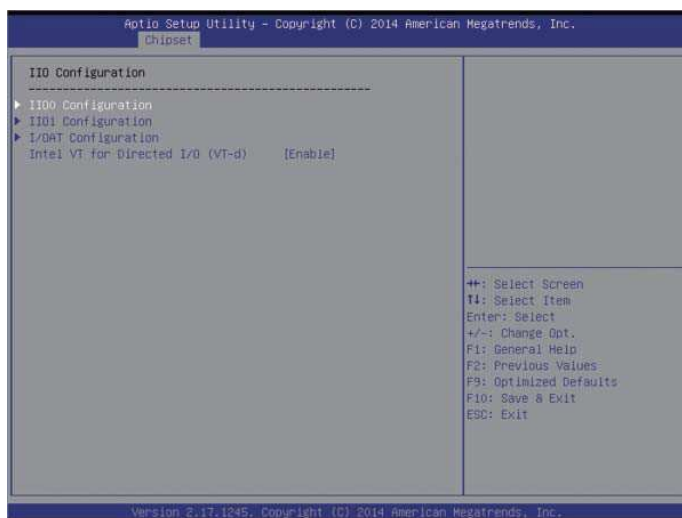 Aptio Setup Utility – Copyright (C) 2014 American Megatrends, Inc.
Chipset
IIO Configuration
--------------------------------------------------
IIO0 Configuration
IIO1 Configuration
I/OAT Configuration
Intel VT for Directed I/O (VT-d) [Enable]
→←: Select Screen
↑↓: Select Item
Enter: Select
+/-: Change Opt.
F1: General Help
F2: Previous Values
F9: Optimized Defaults
F10: Save & Exit
ESC: Exit
Version 2.17.1245. Copyright (C) 2014 American Megatrends, Inc.